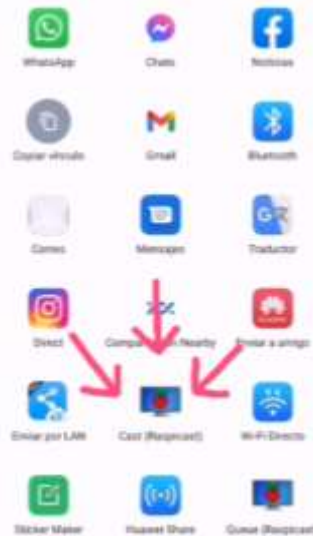 WhatsApp
Chats
Noticias
Copiar vínculo
Gmail
Bluetooth
Correo
Mensajes
Traductor
Direct
Nearby
Enviar a amigo
Enviar por LAN
Cast (Raspicast)
Wi-Fi Directo
Sticker Maker
Huawei Share
Queue (Raspicast)